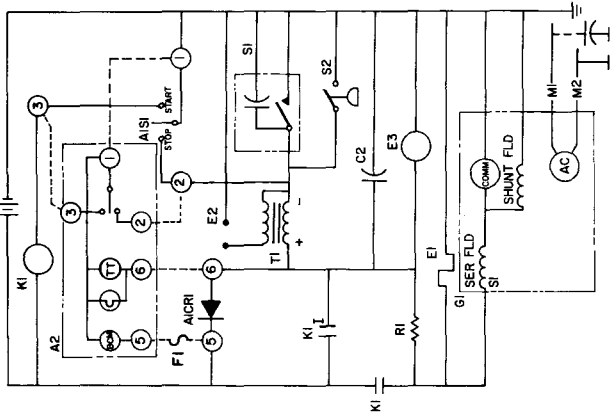 3
1
START
A1S1
STOP
S1
S2
K1
A2
3
1
2
2
TT
BCM
6
5
6
5
F1
A1CR1
E2
T1
-
+
C2
E3
K1
I
R1
K1
E1
G1
SER FLD
S1
COMM
SHUNT FLD
AC
M1
M2